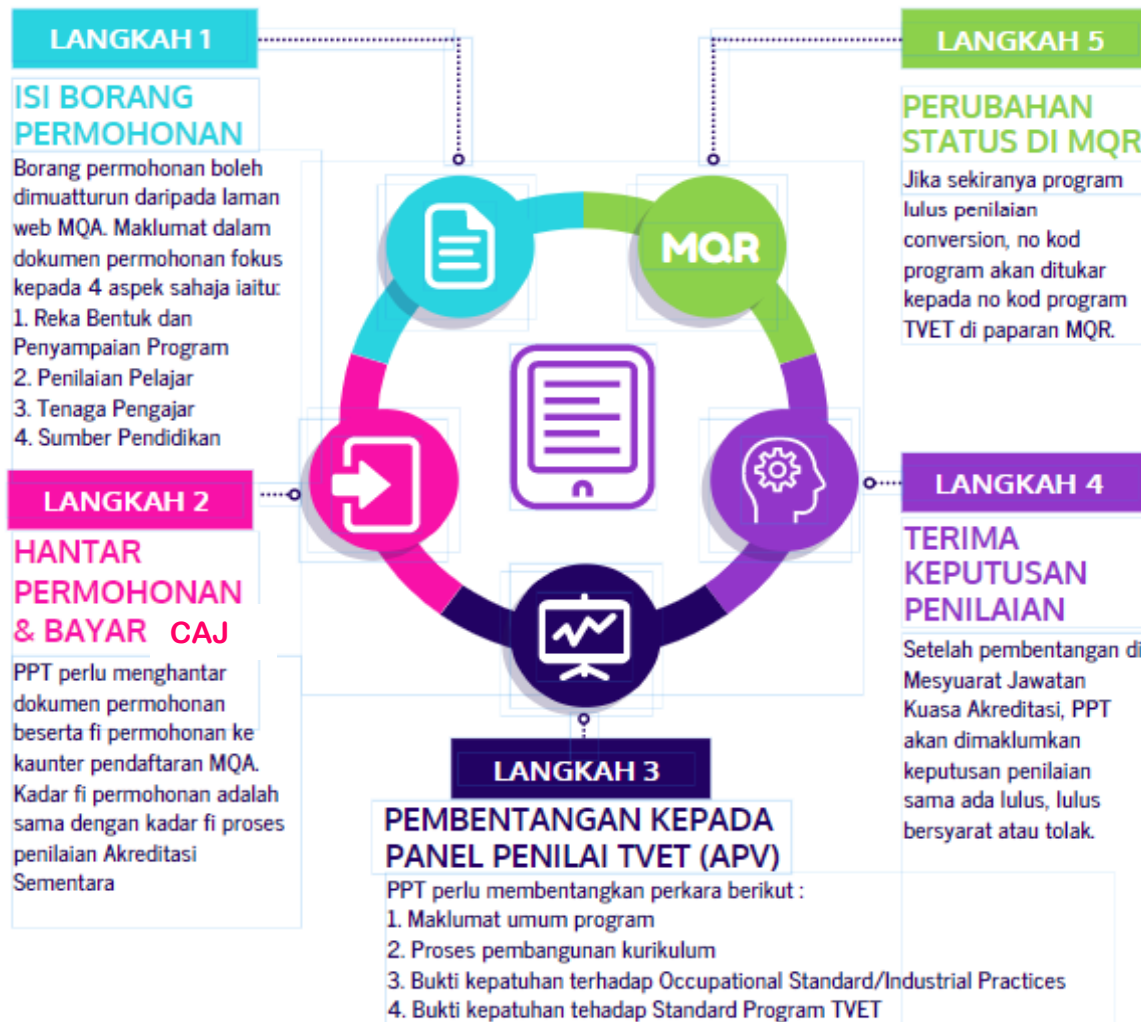 LANGKAH 1
ISI BORANG
PERMOHONAN
Borang permohonan boleh
dimuatturun daripada laman
web MQA. Maklumat dalam
dokumen permohonan fokus
kepada 4 aspek sahaja iaitu:
1. Reka Bentuk dan
Penyampaian Program
2. Penilaian Pelajar
3. Tenaga Pengajar
4. Sumber Pendidikan
LANGKAH 2
HANTAR
PERMOHONAN
& BAYAR CAJ
PPT perlu menghantar
dokumen permohonan
beserta fi permohonan ke
kaunter pendaftaran MQA.
Kadar fi permohonan adalah
sama dengan kadar fi proses
penilaian Akreditasi
Sementara
LANGKAH 3
PEMBENTANGAN KEPADA
PANEL PENILAI TVET (APV)
PPT perlu membentangkan perkara berikut :
1. Maklumat umum program
2. Proses pembangunan kurikulum
3. Bukti kepatuhan terhadap Occupational Standard/Industrial Practices
4. Bukti kepatuhan tehadap Standard Program TVET
LANGKAH 4
TERIMA
KEPUTUSAN
PENILAIAN
Setelah pembentangan di
Mesyuarat Jawatan
Kuasa Akreditasi, PPT
akan dimaklumkan
keputusan penilaian
sama ada lulus, lulus
bersyarat atau tolak.
LANGKAH 5
PERUBAHAN
STATUS DI MQR
Jika sekiranya program
lulus penilaian
conversion, no kod
program akan ditukar
kepada no kod program
TVET di paparan MQR.
MQR